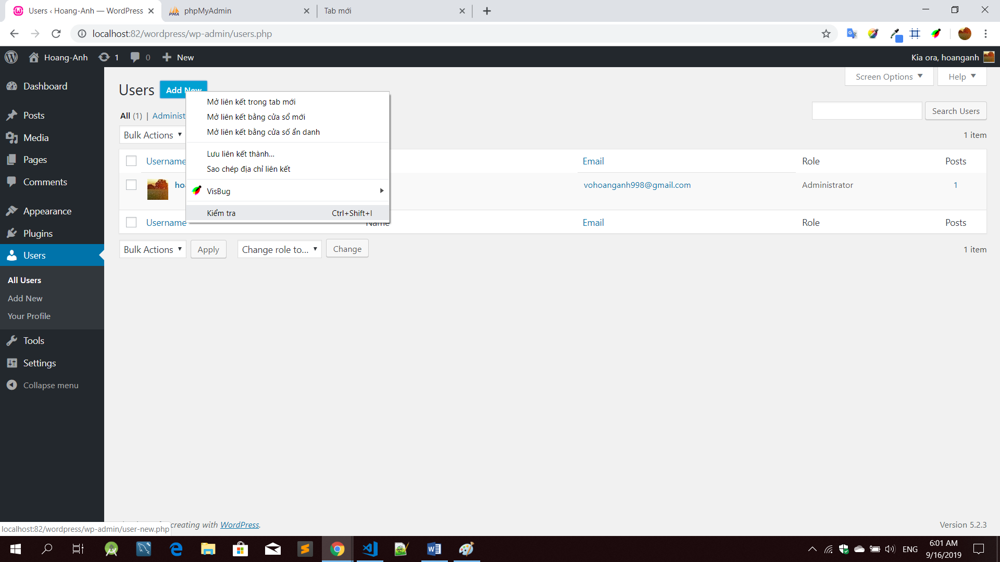 Users ‹ Hoang-Anh — WordPress
phpMyAdmin
Tab mới
localhost:82/wordpress/wp-admin/users.php
Hoang-Anh
1
0
New
Kia ora, hoanganh
Dashboard
Posts
Media
Pages
Comments
Appearance
Plugins
Users
All Users
Add New
Your Profile
Tools
Settings
Collapse menu
Users
Add New
Screen Options
Help
All (1) | Administ
Search Users
Bulk Actions
1 item
Mở liên kết trong tab mới
Mở liên kết bằng cửa sổ mới
Mở liên kết bằng cửa sổ ẩn danh
Lưu liên kết thành...
Sao chép địa chỉ liên kết
VisBug
Kiểm tra Ctrl+Shift+I
Username Email Role Posts
hoa vohoanganh998@gmail.com Administrator 1
Username Name Email Role Posts
Bulk Actions Apply Change role to... Change 1 item
creating with WordPress.
Version 5.2.3
localhost:82/wordpress/wp-admin/user-new.php
ENG
6:01 AM
9/16/2019